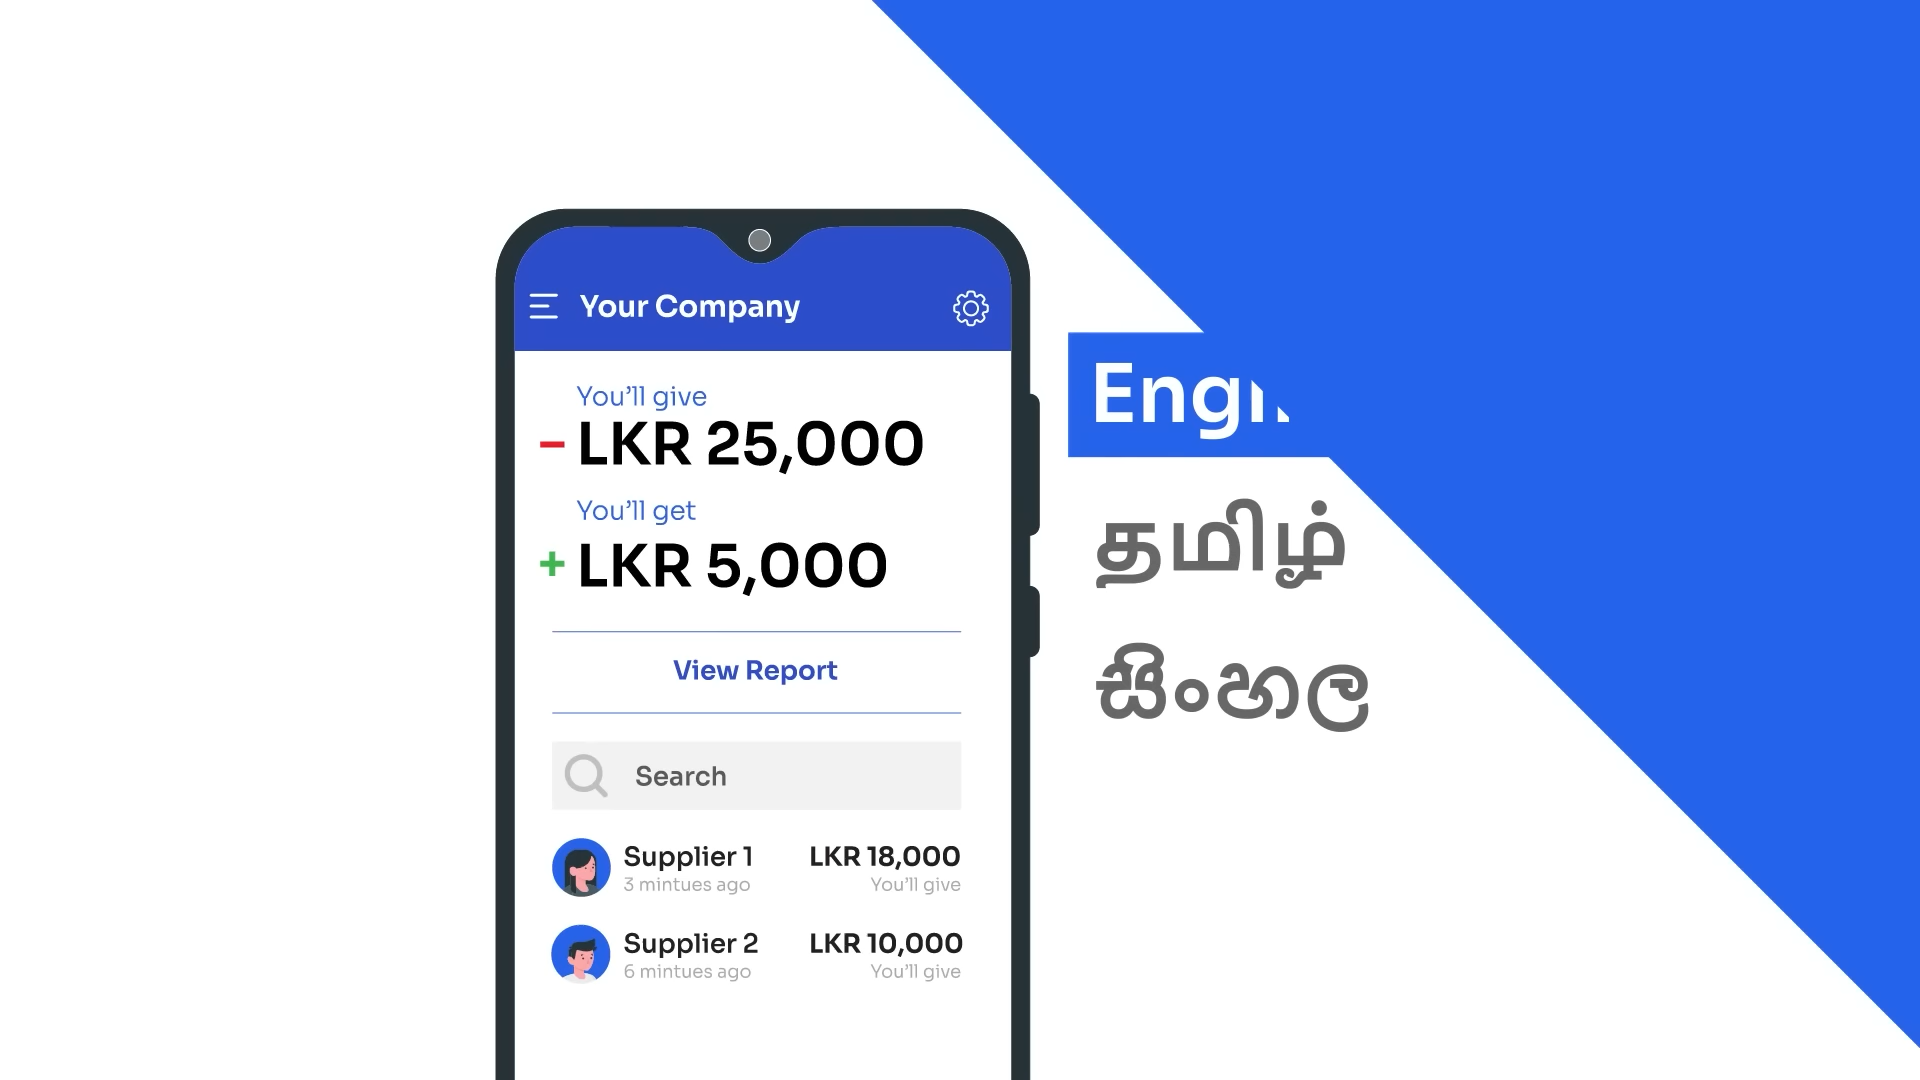 Your Company
You'll give
− LKR 25,000
You'll get
+ LKR 5,000
View Report
Search
Supplier 1 LKR 18,000
3 mintues ago You'll give
Supplier 2 LKR 10,000
6 mintues ago You'll give
தமிழ்
සිංහල